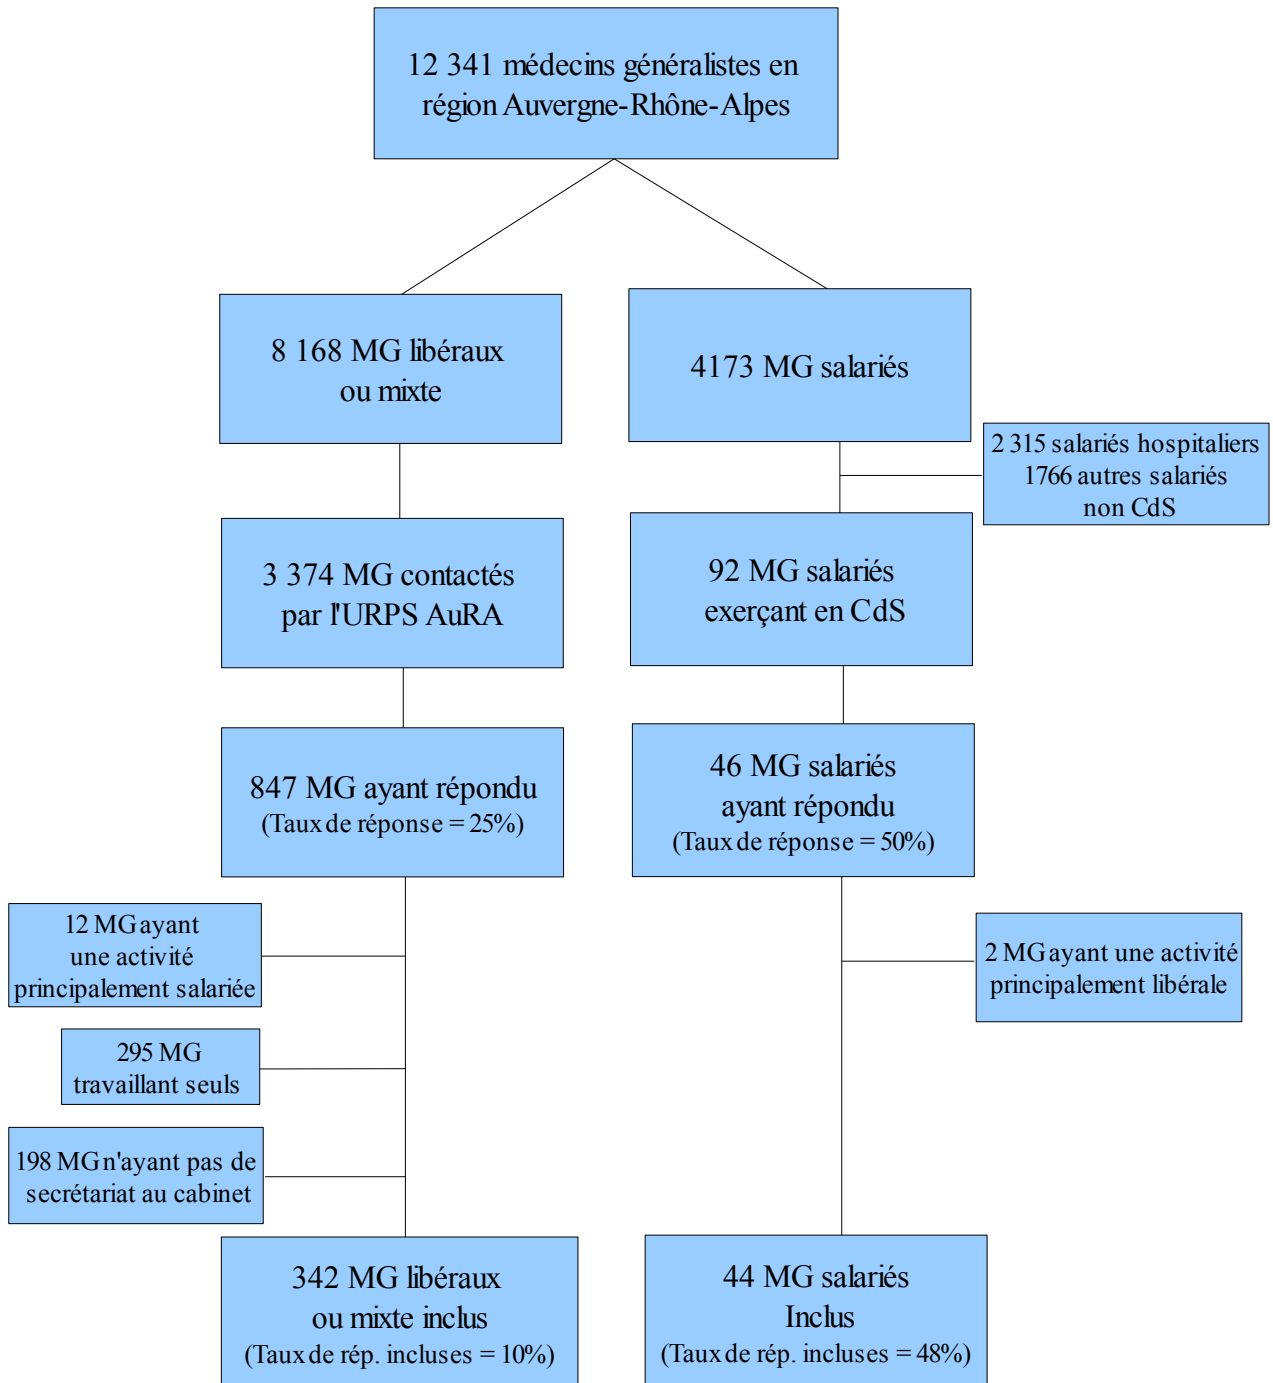 12 341 médecins généralistes en
région Auvergne-Rhône-Alpes
8 168 MG libéraux
ou mixte
4173 MG salariés
2 315 salariés hospitaliers
1766 autres salariés
non CdS
3 374 MG contactés
par l'URPS AuRA
92 MG salariés
exerçant en CdS
847 MG ayant répondu
(Taux de réponse = 25%)
46 MG salariés
ayant répondu
(Taux de réponse = 50%)
12 MG ayant
une activité
principalement salariée
2 MG ayant une activité
principalement libérale
295 MG
travaillant seuls
198 MG n'ayant pas de
secrétariat au cabinet
342 MG libéraux
ou mixte inclus
(Taux de rép. incluses = 10%)
44 MG salariés
Inclus
(Taux de rép. incluses = 48%)